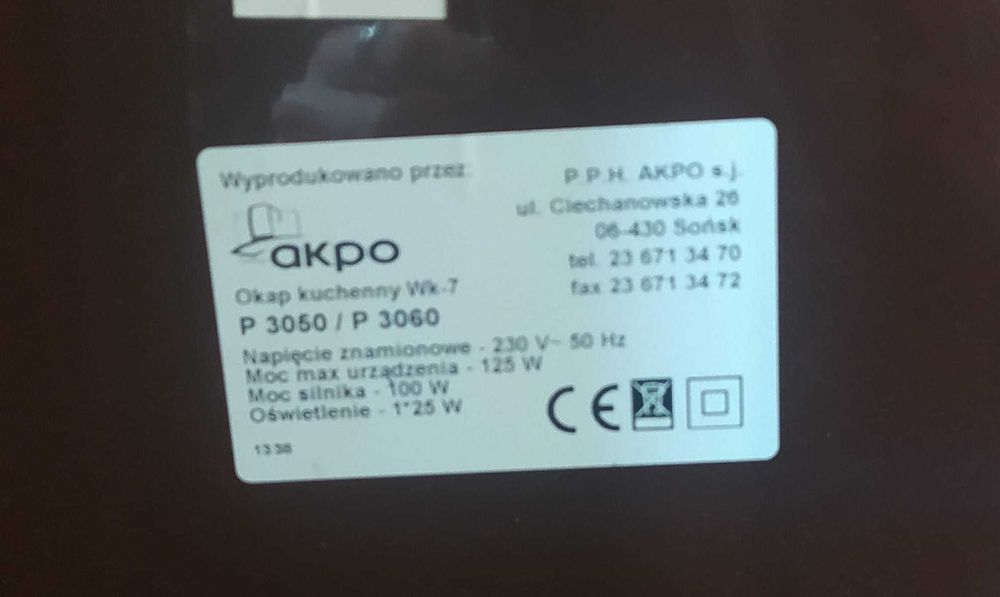 Wyprodukowano przez:
akpo
Okap kuchenny Wk-7
P 3050 / P 3060
P.P.H. AKPO s.j.
ul. Ciechanowska 26
06-430 Sońsk
tel. 23 671 34 70
fax 23 671 34 72
Napięcie znamionowe - 230 V~ 50 Hz
Moc max urządzenia - 125 W
Moc silnika - 100 W
Oświetlenie - 1*25 W
CE